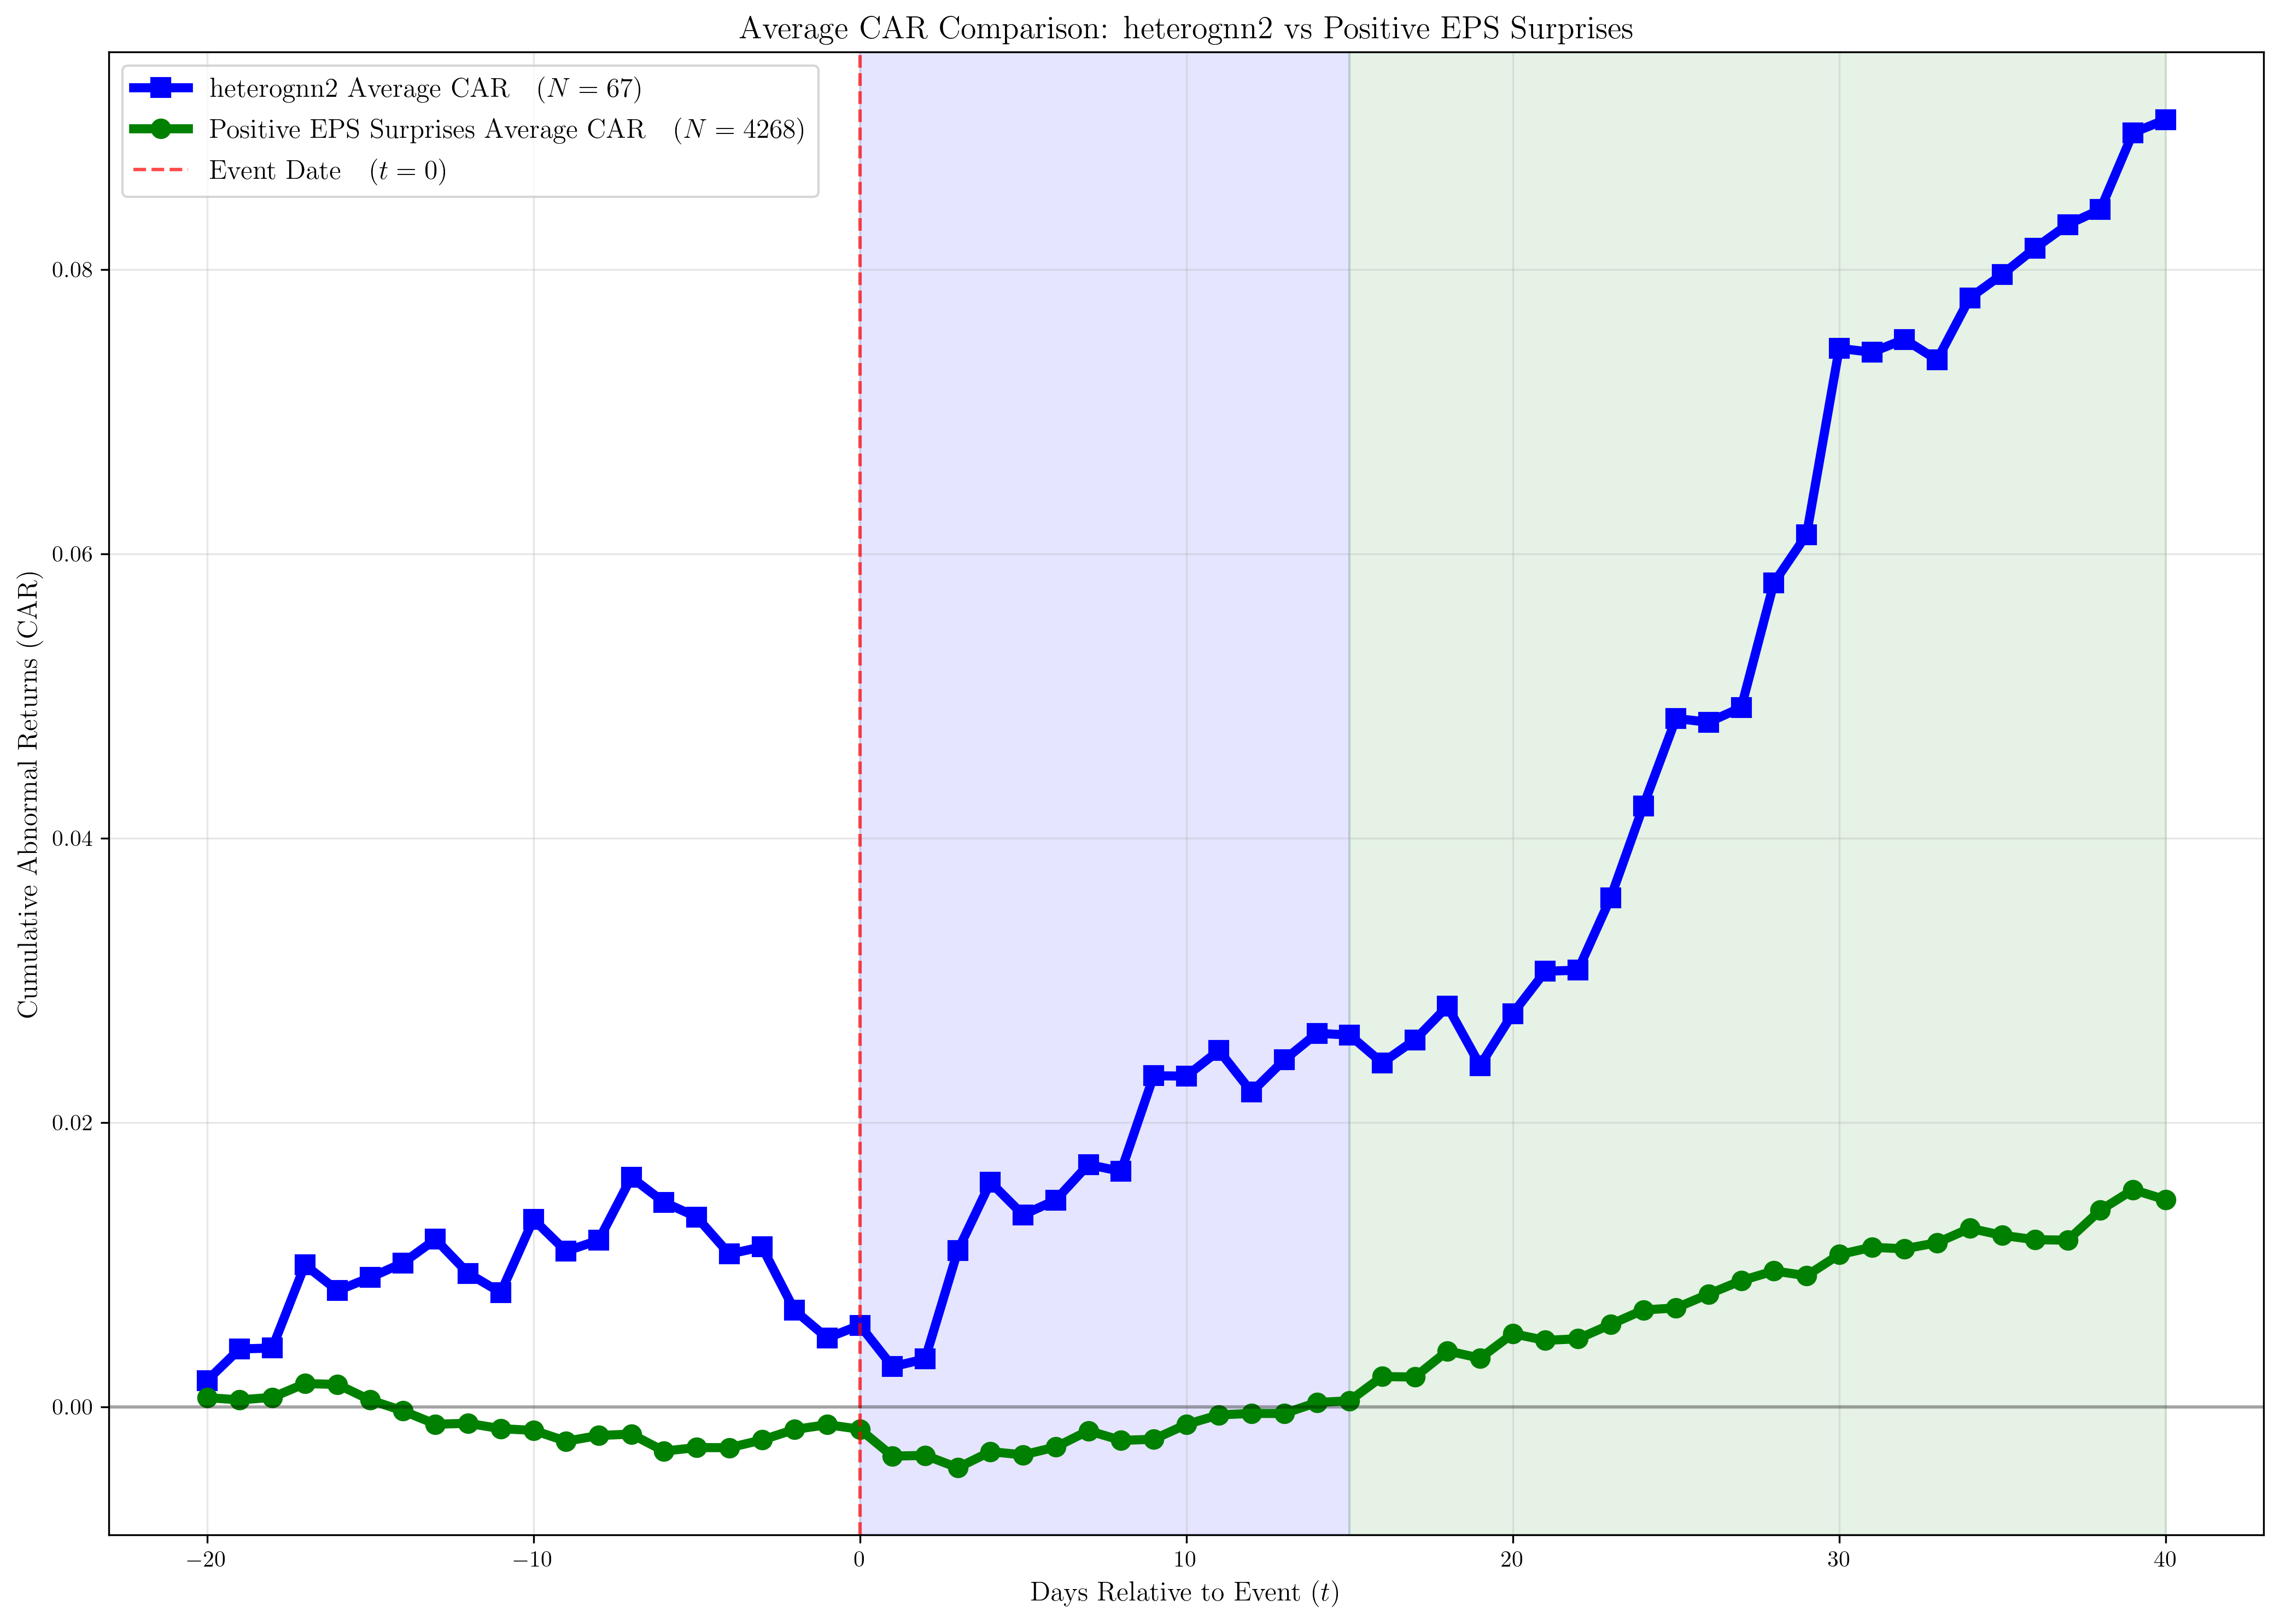 Average CAR Comparison: heterognn2 vs Positive EPS Surprises
heterognn2 Average CAR (N = 67)
Positive EPS Surprises Average CAR (N = 4268)
Event Date (t = 0)
Cumulative Abnormal Returns (CAR)
0.08
0.06
0.04
0.02
0.00
−20 −10 0 10 20 30 40
Days Relative to Event (t)